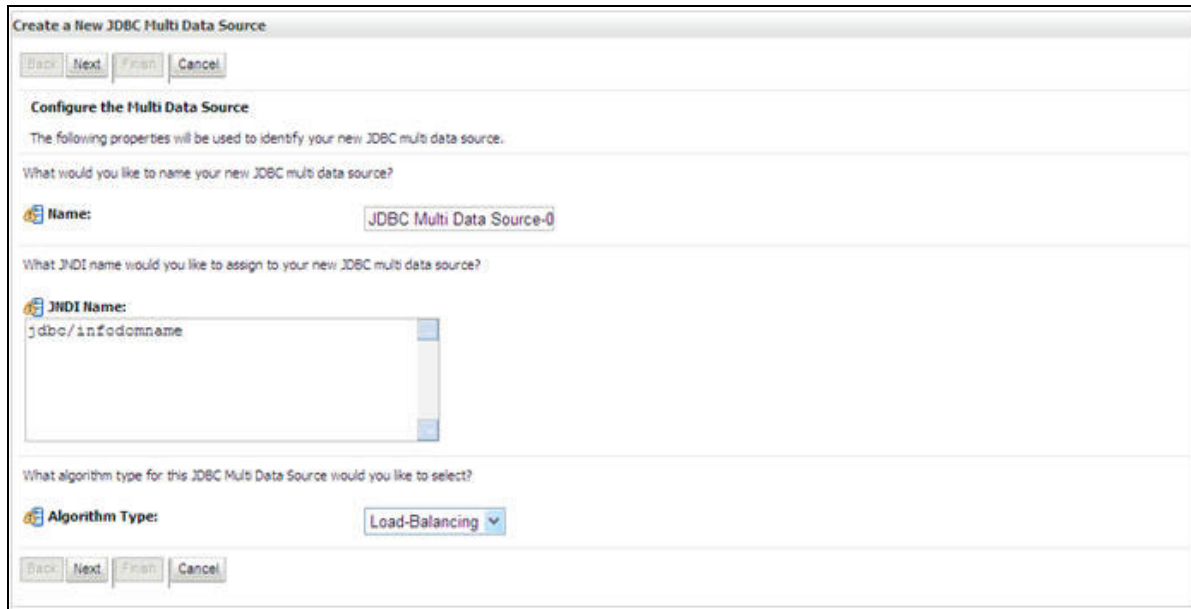 Create a New JDBC Multi Data Source
Back Next Finish Cancel
Configure the Multi Data Source
The following properties will be used to identify your new JDBC multi data source.
What would you like to name your new JDBC multi data source?
Name: JDBC Multi Data Source-0
What JNDI name would you like to assign to your new JDBC multi data source?
JNDI Name:
jdbc/infodomname
What algorithm type for this JDBC Multi Data Source would you like to select?
Algorithm Type: Load-Balancing
Back Next Finish Cancel